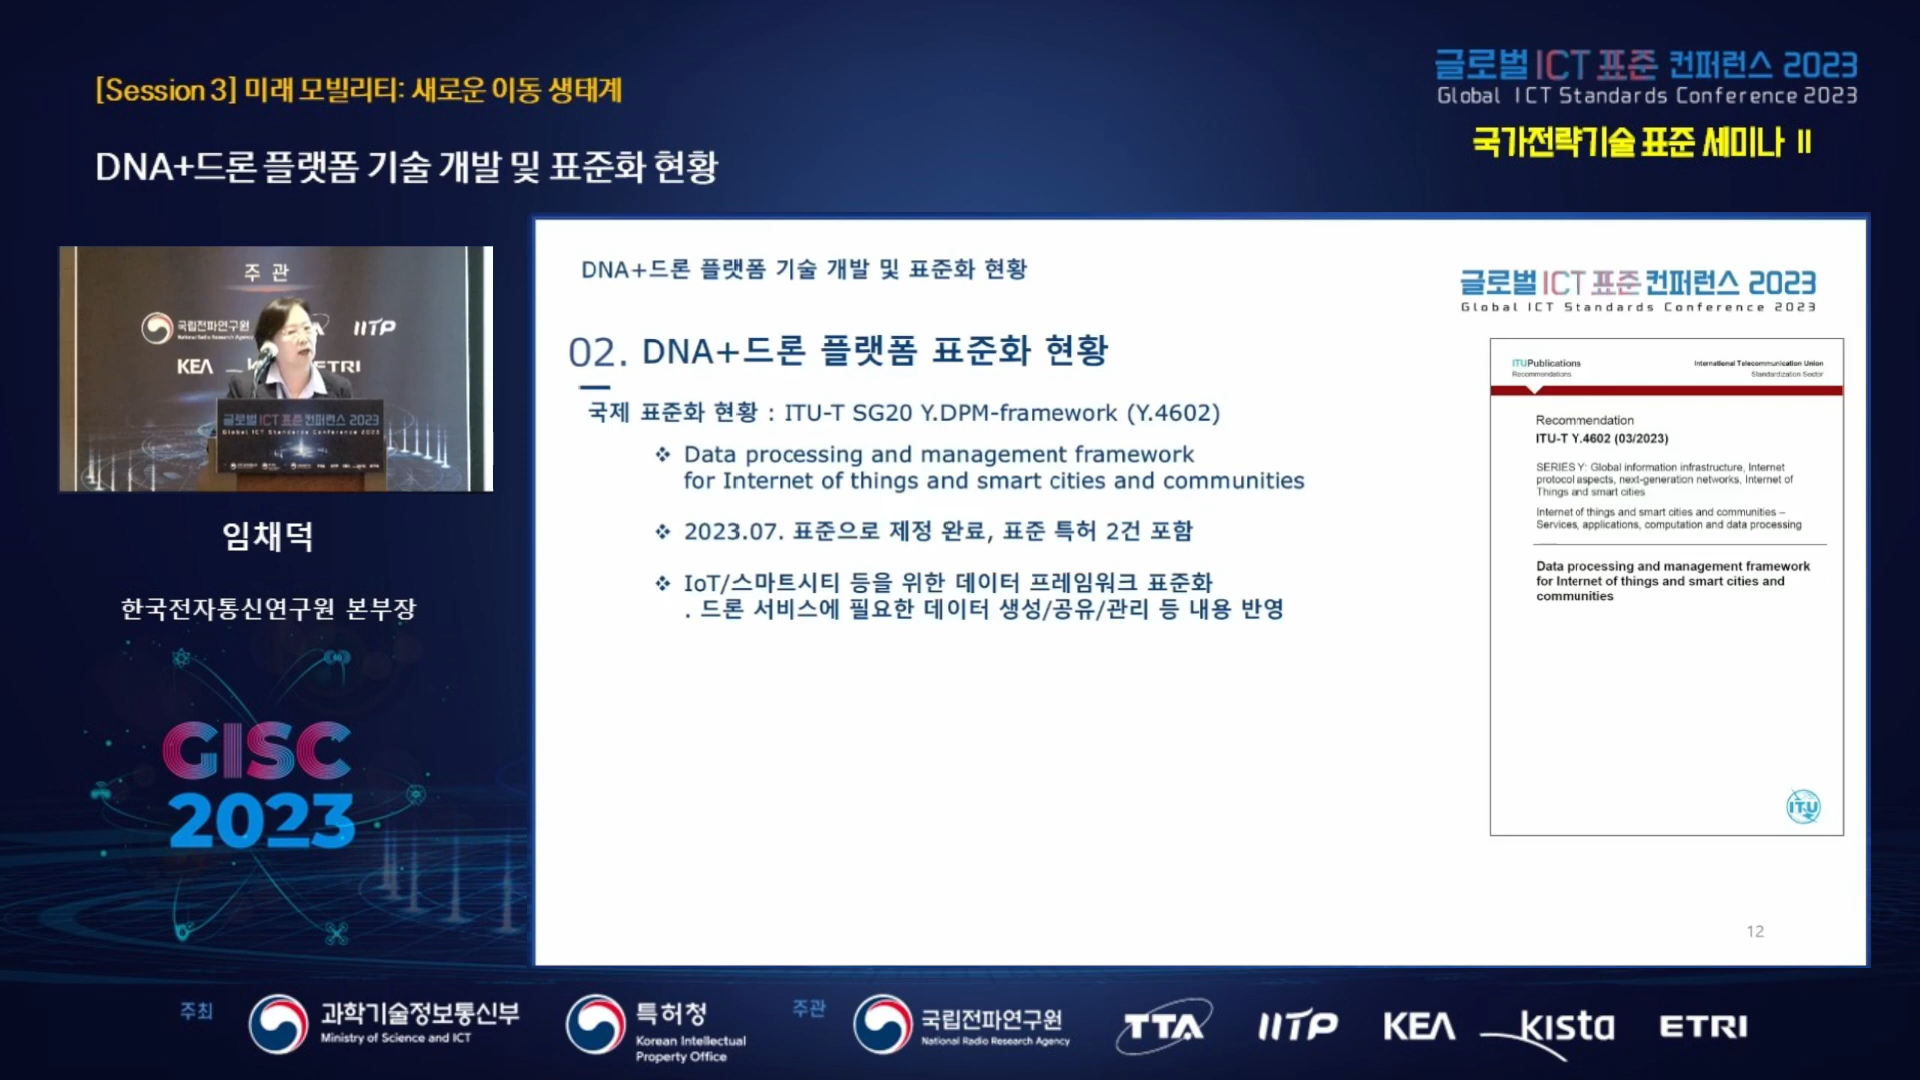 [Session 3] 미래 모빌리티: 새로운 이동 생태계
DNA+드론 플랫폼 기술 개발 및 표준화 현황
글로벌 ICT 표준 컨퍼런스 2023
Global ICT Standards Conference 2023
국가전략기술 표준 세미나 II
주 관
국립전파연구원
National Radio Research Agency
IITP
KEA
ETRI
글로벌 ICT 표준 컨퍼런스 2023
Global ICT Standards Conference 2023
임채덕
한국전자통신연구원 본부장
GISC
2023
DNA+드론 플랫폼 기술 개발 및 표준화 현황
글로벌 ICT 표준 컨퍼런스 2023
Global ICT Standards Conference 2023
02. DNA+드론 플랫폼 표준화 현황
국제 표준화 현황 : ITU-T SG20 Y.DPM-framework (Y.4602)
❖ Data processing and management framework
for Internet of things and smart cities and communities
❖ 2023.07. 표준으로 제정 완료, 표준 특허 2건 포함
❖ IoT/스마트시티 등을 위한 데이터 프레임워크 표준화
. 드론 서비스에 필요한 데이터 생성/공유/관리 등 내용 반영
ITUPublications
International Telecommunication Union
Recommendations
Standardization Sector
Recommendation
ITU-T Y.4602 (03/2023)
SERIES Y: Global information infrastructure, Internet
protocol aspects, next-generation networks, Internet of
Things and smart cities
Internet of things and smart cities and communities –
Services, applications, computation and data processing
Data processing and management framework
for Internet of things and smart cities and
communities
ITU
12
주최
과학기술정보통신부
Ministry of Science and ICT
특허청
Korean Intellectual
Property Office
주관
국립전파연구원
National Radio Research Agency
TTA
IITP
KEA
kista
ETRI